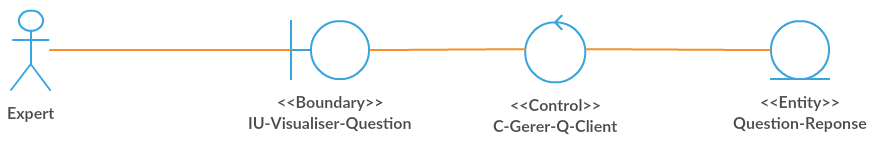 Expert
<<Boundary>>
IU-Visualiser-Question
<<Control>>
C-Gerer-Q-Client
<<Entity>>
Question-Reponse